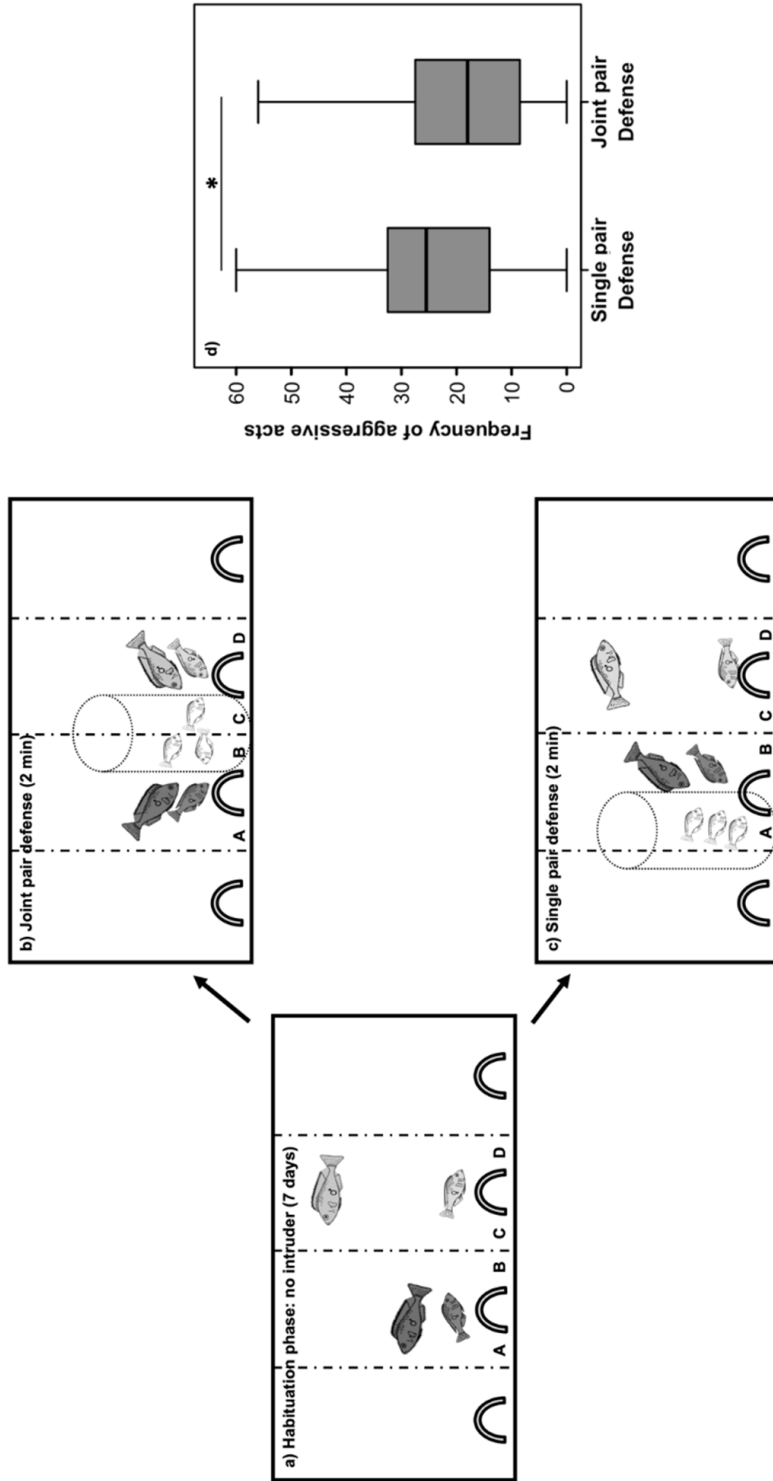 a) Habituation phase: no intruder (7 days)
A B C D
b) Joint pair defense (2 min)
A B C D
c) Single pair defense (2 min)
A B C D
d)
*
Frequency of aggressive acts
60
50
40
30
20
10
0
Single pair
Defense
Joint pair
Defense